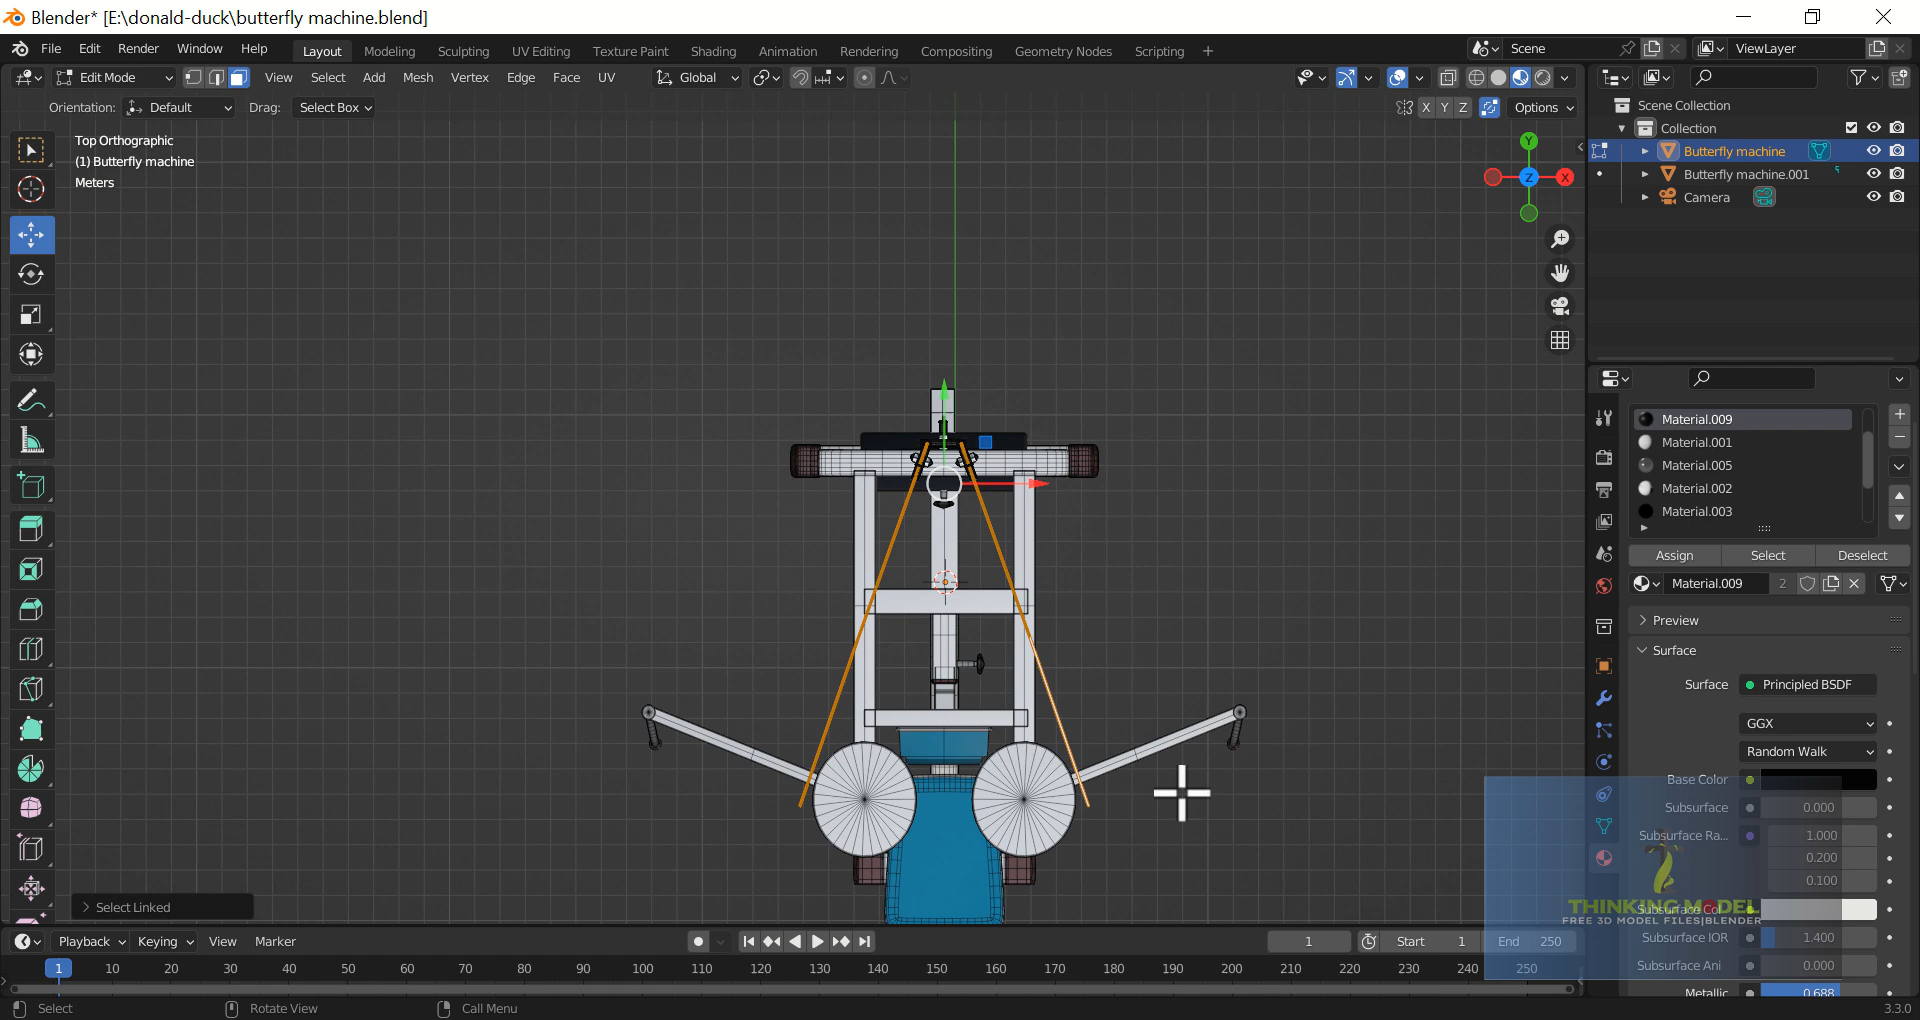 Blender* [E:\donald-duck\butterfly machine.blend]
File Edit Render Window Help Layout Modeling Sculpting UV Editing Texture Paint Shading Animation Rendering Compositing Geometry Nodes Scripting + Scene ViewLayer
Edit Mode View Select Add Mesh Vertex Edge Face UV Global
Orientation: Default Drag: Select Box X Y Z Options
Top Orthographic
(1) Butterfly machine
Meters
Y
X
Z
Scene Collection
Collection
Butterfly machine
Butterfly machine.001
Camera
Material.009
Material.001
Material.005
Material.002
Material.003
Assign Select Deselect
Material.009 2
Preview
Surface
Surface Principled BSDF
GGX
Random Walk
Base Color
Subsurface 0.000
Subsurface Ra... 1.000
0.200
0.100
Subsurface Col
Subsurface IOR 1.400
Subsurface Ani 0.000
Metallic 0.688
THINKING MODEL
FREE 3D MODEL FILES|BLENDER
Select Linked
Playback Keying View Marker 1 Start 1 End 250
1 10 20 30 40 50 60 70 80 90 100 110 120 130 140 150 160 170 180 190 200 210 220 230 240 250
Select Rotate View Call Menu 3.3.0